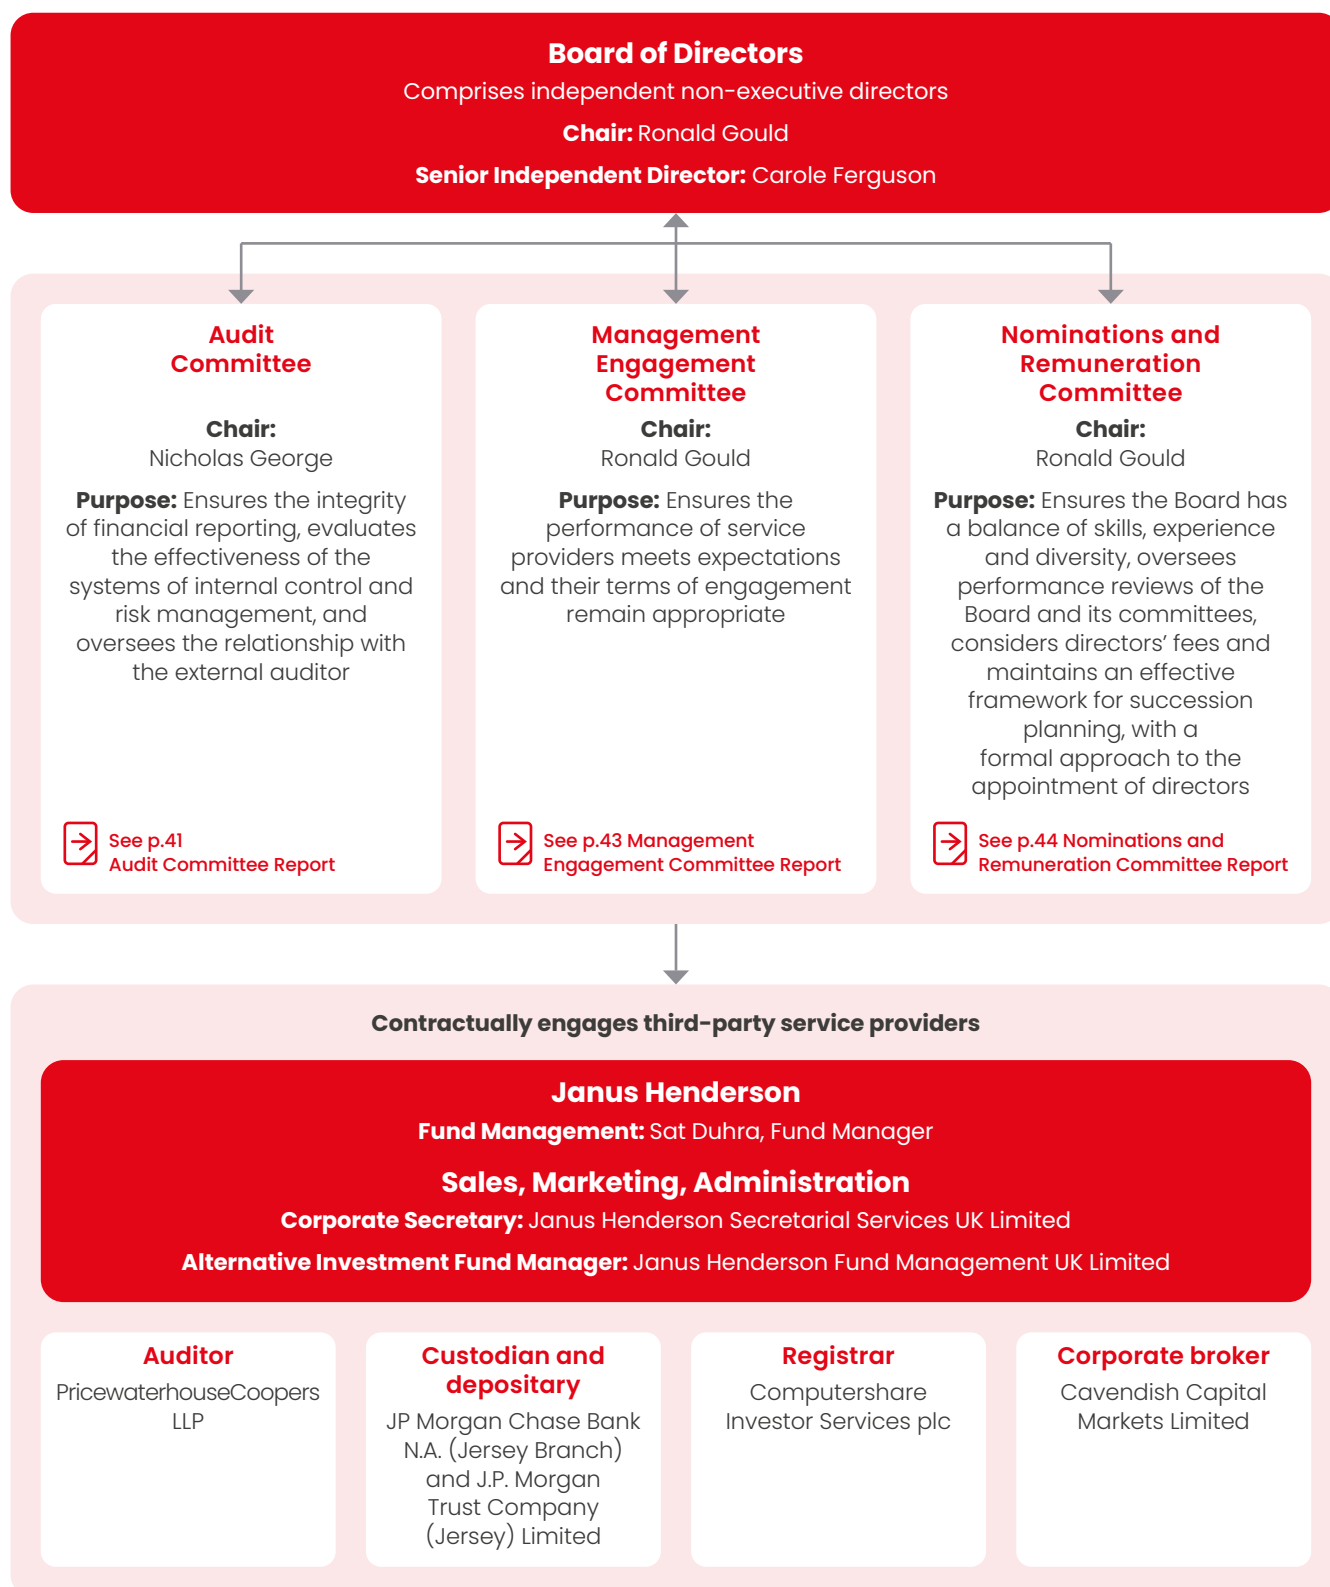 Board of Directors
Comprises independent non-executive directors
Chair: Ronald Gould
Senior Independent Director: Carole Ferguson
Audit
Committee
Chair:
Nicholas George
Purpose: Ensures the integrity
of financial reporting, evaluates
the effectiveness of the
systems of internal control and
risk management, and
oversees the relationship with
the external auditor
See p.41
Audit Committee Report
Management
Engagement
Committee
Chair:
Ronald Gould
Purpose: Ensures the
performance of service
providers meets expectations
and their terms of engagement
remain appropriate
See p.43 Management
Engagement Committee Report
Nominations and
Remuneration
Committee
Chair:
Ronald Gould
Purpose: Ensures the Board has
a balance of skills, experience
and diversity, oversees
performance reviews of the
Board and its committees,
considers directors’ fees and
maintains an effective
framework for succession
planning, with a
formal approach to the
appointment of directors
See p.44 Nominations and
Remuneration Committee Report
Contractually engages third-party service providers
Janus Henderson
Fund Management: Sat Duhra, Fund Manager
Sales, Marketing, Administration
Corporate Secretary: Janus Henderson Secretarial Services UK Limited
Alternative Investment Fund Manager: Janus Henderson Fund Management UK Limited
Auditor
PricewaterhouseCoopers
LLP
Custodian and
depositary
JP Morgan Chase Bank
N.A. (Jersey Branch)
and J.P. Morgan
Trust Company
(Jersey) Limited
Registrar
Computershare
Investor Services plc
Corporate broker
Cavendish Capital
Markets Limited